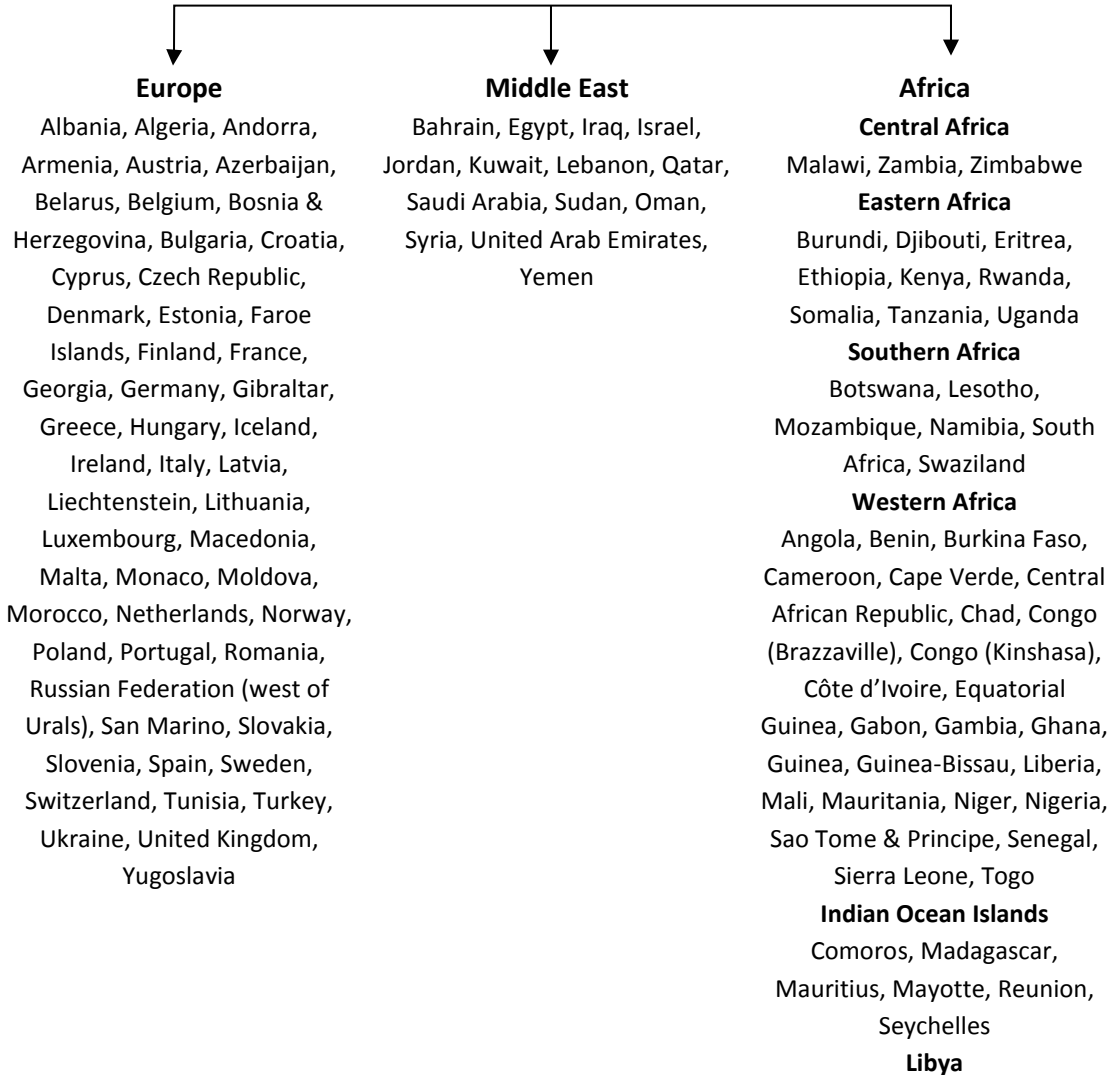 Europe
Albania, Algeria, Andorra,
Armenia, Austria, Azerbaijan,
Belarus, Belgium, Bosnia &
Herzegovina, Bulgaria, Croatia,
Cyprus, Czech Republic,
Denmark, Estonia, Faroe
Islands, Finland, France,
Georgia, Germany, Gibraltar,
Greece, Hungary, Iceland,
Ireland, Italy, Latvia,
Liechtenstein, Lithuania,
Luxembourg, Macedonia,
Malta, Monaco, Moldova,
Morocco, Netherlands, Norway,
Poland, Portugal, Romania,
Russian Federation (west of
Urals), San Marino, Slovakia,
Slovenia, Spain, Sweden,
Switzerland, Tunisia, Turkey,
Ukraine, United Kingdom,
Yugoslavia
Middle East
Bahrain, Egypt, Iraq, Israel,
Jordan, Kuwait, Lebanon, Qatar,
Saudi Arabia, Sudan, Oman,
Syria, United Arab Emirates,
Yemen
Africa
Central Africa
Malawi, Zambia, Zimbabwe
Eastern Africa
Burundi, Djibouti, Eritrea,
Ethiopia, Kenya, Rwanda,
Somalia, Tanzania, Uganda
Southern Africa
Botswana, Lesotho,
Mozambique, Namibia, South
Africa, Swaziland
Western Africa
Angola, Benin, Burkina Faso,
Cameroon, Cape Verde, Central
African Republic, Chad, Congo
(Brazzaville), Congo (Kinshasa),
Côte d’Ivoire, Equatorial
Guinea, Gabon, Gambia, Ghana,
Guinea, Guinea-Bissau, Liberia,
Mali, Mauritania, Niger, Nigeria,
Sao Tome & Principe, Senegal,
Sierra Leone, Togo
Indian Ocean Islands
Comoros, Madagascar,
Mauritius, Mayotte, Reunion,
Seychelles
Libya